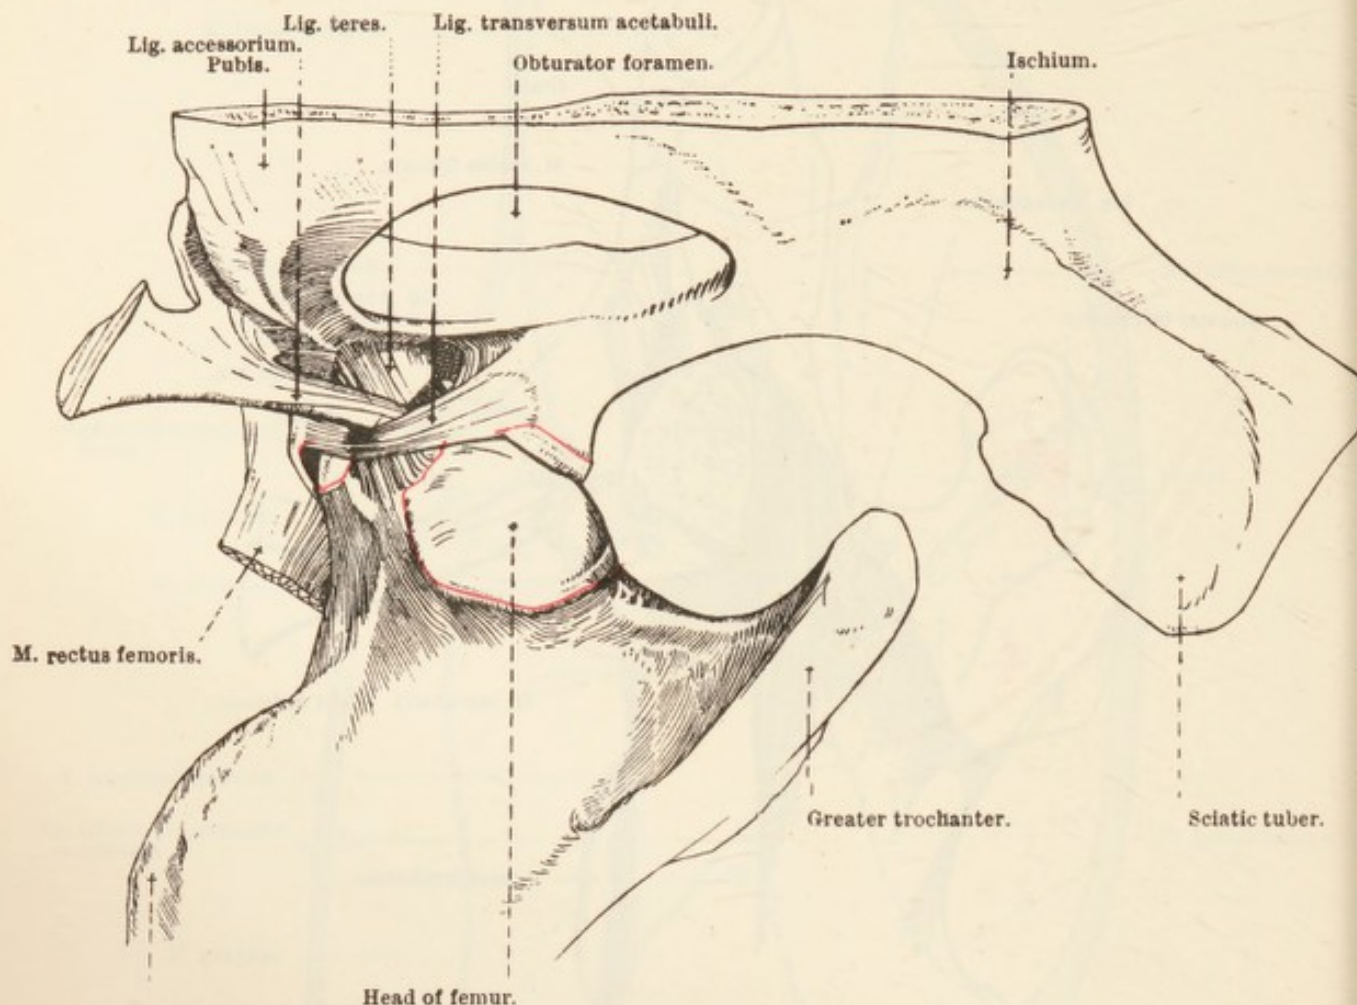 Lig. teres.
Lig. transversum acetabuli.
Lig. accessorium.
Pubis.
Obturator foramen.
Ischium.
M. rectus femoris.
Greater trochanter.
Sciatic tuber.
Head of femur.